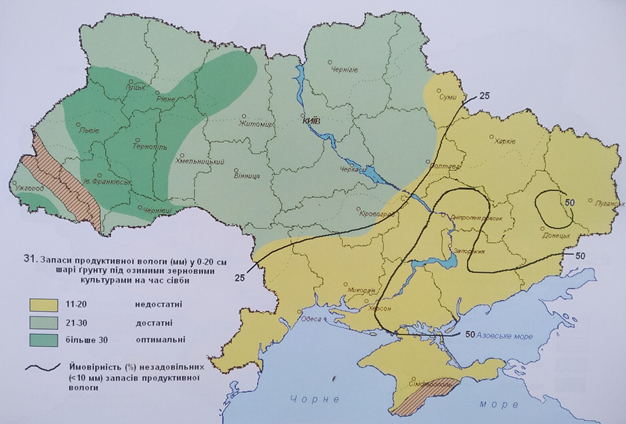 Луцьк
Рівне
Чернігів
Суми
25
Львів
Житомир
КИЇВ
Харків
Тернопіль
Хмельницький
Вінниця
Черкаси
Полтава
Ужгород
Ів.Франківськ
Чернівці
Кіровоград
Дніпропетровськ
50
Луганськ
Донецьк
Запоріжжя
50
25
31. Запаси продуктивної вологи (мм) у 0-20 см
шарі ґрунту під озимими зерновими
культурами на час сівби
11-20 недостатні
21-30 достатні
більше 30 оптимальні
Ймовірність (%) незадовільних
(<10 мм) запасів продуктивної
вологи
Миколаїв
Херсон
Одеса
50
Азовське море
Сімферополь
Чорне море